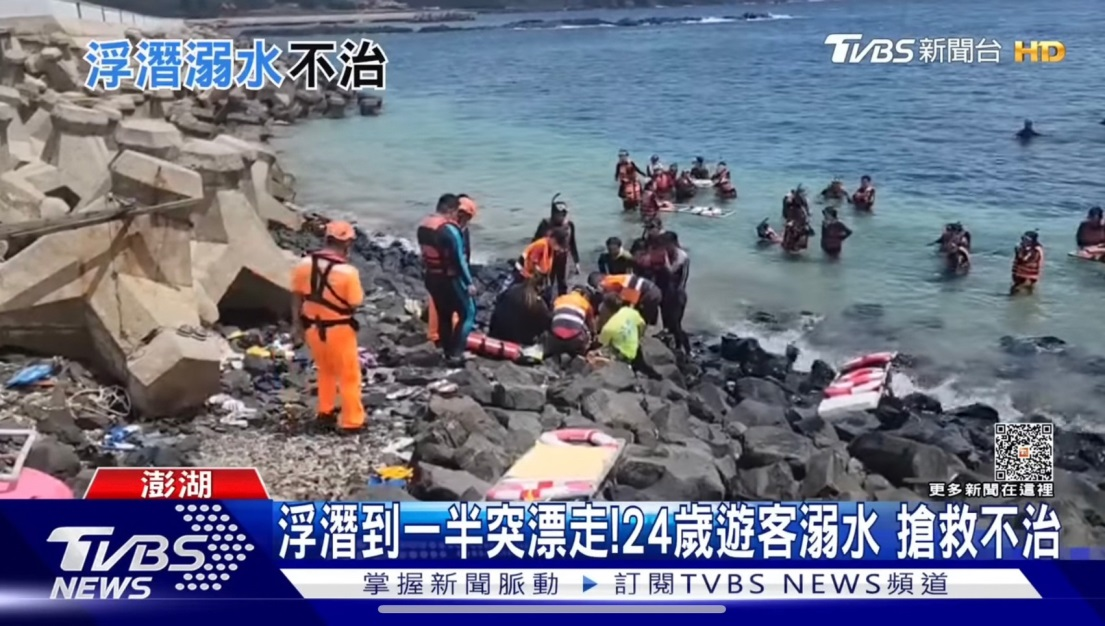 浮潛溺水不治
TVBS新聞台 HD
更多新聞在這裡
澎湖
浮潛到一半突漂走!24歲遊客溺水 搶救不治
TVBS
NEWS
掌握新聞脈動 ▶ 訂閱TVBS NEWS頻道